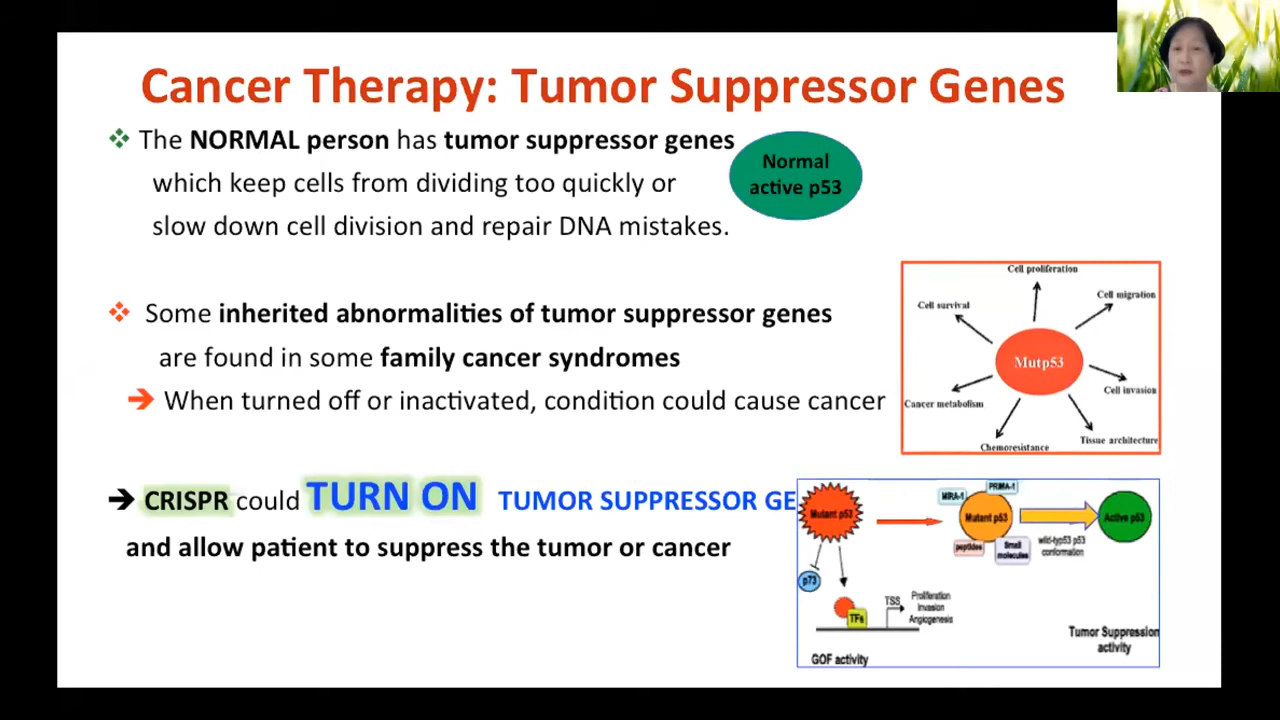 Cancer Therapy: Tumor Suppressor Genes
❖ The NORMAL person has tumor suppressor genes
which keep cells from dividing too quickly or
slow down cell division and repair DNA mistakes.
Normal
active p53
❖ Some inherited abnormalities of tumor suppressor genes
are found in some family cancer syndromes
➔ When turned off or inactivated, condition could cause cancer
Cell proliferation
Cell migration
Cell survival
Mutp53
Cell invasion
Cancer metabolism
Tissue architecture
Chemoresistance
➔ CRISPR could TURN ON TUMOR SUPPRESSOR GE
and allow patient to suppress the tumor or cancer
Mutant p53
MIRA-1
PRIMA-1
Mutant p53
Active p53
peptides
Small
molecules
wild-typ53 p53
conformation
p73
TFs
TSS
Proliferation
Invasion
Angiogenesis
GOF activity
Tumor Suppression
activity